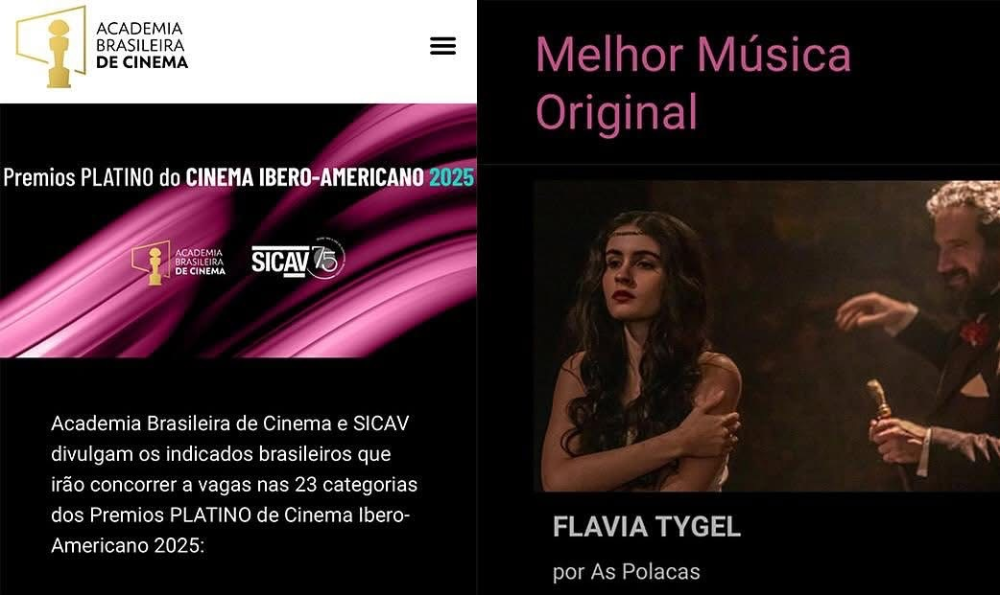 ACADEMIA
BRASILEIRA
DE CINEMA
Premios PLATINO do CINEMA IBERO-AMERICANO 2025
ACADEMIA
BRASILEIRA
DE CINEMA
SICAV 75
Academia Brasileira de Cinema e SICAV
divulgam os indicados brasileiros que
irão concorrer a vagas nas 23 categorias
dos Premios PLATINO de Cinema Ibero-
Americano 2025:
Melhor Música
Original
FLAVIA TYGEL
por As Polacas